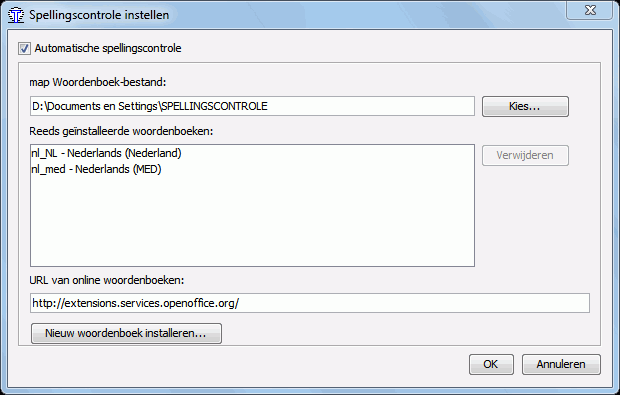 Spellingscontrole instellen
Automatische spellingscontrole
map Woordenboek-bestand:
D:\Documents en Settings\SPELLINGSCONTROLE
Kies...
Reeds geïnstalleerde woordenboeken:
nl_NL - Nederlands (Nederland)
nl_med - Nederlands (MED)
Verwijderen
URL van online woordenboeken:
http://extensions.services.openoffice.org/
Nieuw woordenboek installeren...
OK
Annuleren